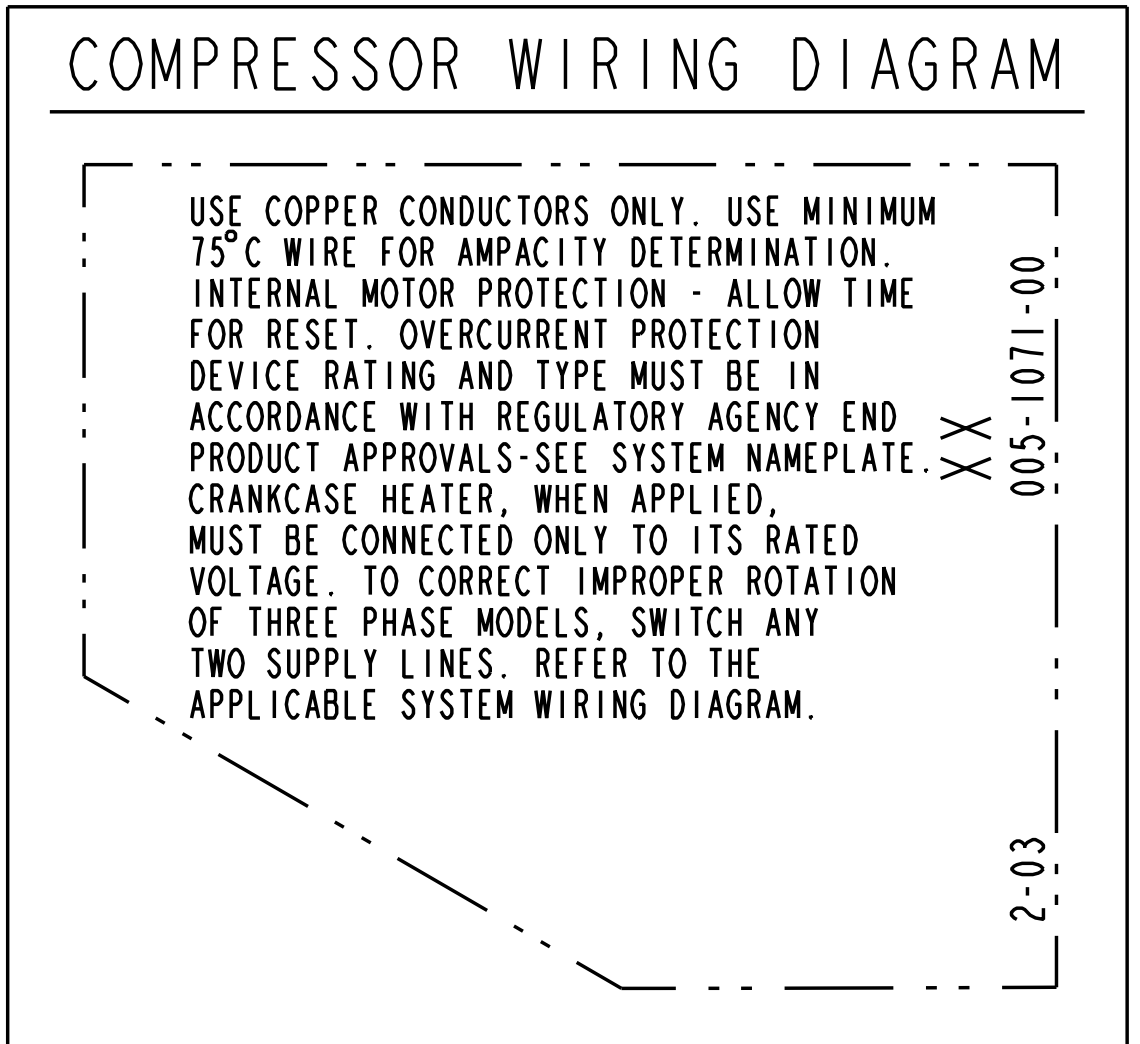 COMPRESSOR WIRING DIAGRAM
USE COPPER CONDUCTORS ONLY. USE MINIMUM
75°C WIRE FOR AMPACITY DETERMINATION.
INTERNAL MOTOR PROTECTION - ALLOW TIME
FOR RESET. OVERCURRENT PROTECTION
DEVICE RATING AND TYPE MUST BE IN
ACCORDANCE WITH REGULATORY AGENCY END
PRODUCT APPROVALS-SEE SYSTEM NAMEPLATE.
CRANKCASE HEATER, WHEN APPLIED,
MUST BE CONNECTED ONLY TO ITS RATED
VOLTAGE. TO CORRECT IMPROPER ROTATION
OF THREE PHASE MODELS, SWITCH ANY
TWO SUPPLY LINES. REFER TO THE
APPLICABLE SYSTEM WIRING DIAGRAM.
XX
005-1071-00
2-03